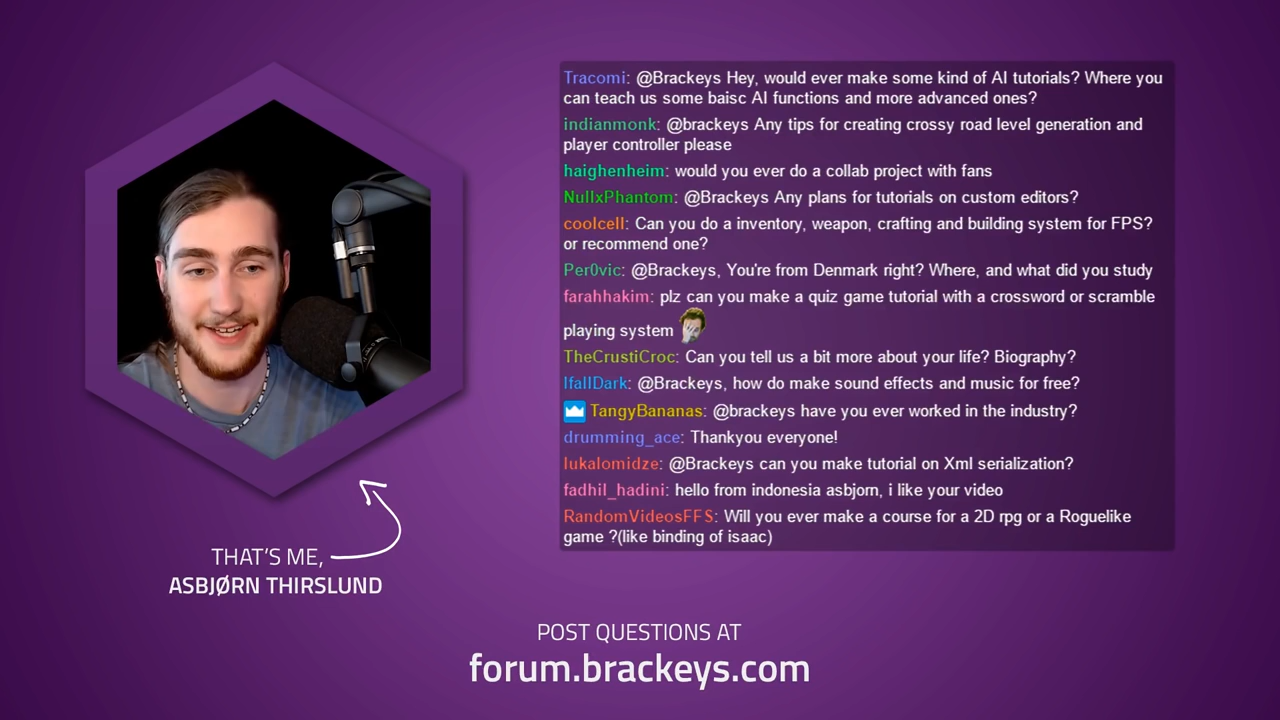 Tracomi: @Brackeys Hey, would ever make some kind of AI tutorials? Where you
can teach us some baisc AI functions and more advanced ones?
indianmonk: @brackeys Any tips for creating crossy road level generation and
player controller please
haighenheim: would you ever do a collab project with fans
NullxPhantom: @Brackeys Any plans for tutorials on custom editors?
coolcell: Can you do a inventory, weapon, crafting and building system for FPS?
or recommend one?
Per0vic: @Brackeys, You're from Denmark right? Where, and what did you study
farahhakim: plz can you make a quiz game tutorial with a crossword or scramble
playing system
TheCrustiCroc: Can you tell us a bit more about your life? Biography?
IfallDark: @Brackeys, how do make sound effects and music for free?
TangyBananas: @brackeys have you ever worked in the industry?
drumming_ace: Thankyou everyone!
lukalomidze: @Brackeys can you make tutorial on Xml serialization?
fadhil_hadini: hello from indonesia asbjorn, i like your video
RandomVideosFFS: Will you ever make a course for a 2D rpg or a Roguelike
game ?(like binding of isaac)
THAT'S ME,
ASBJØRN THIRSLUND
POST QUESTIONS AT
forum.brackeys.com